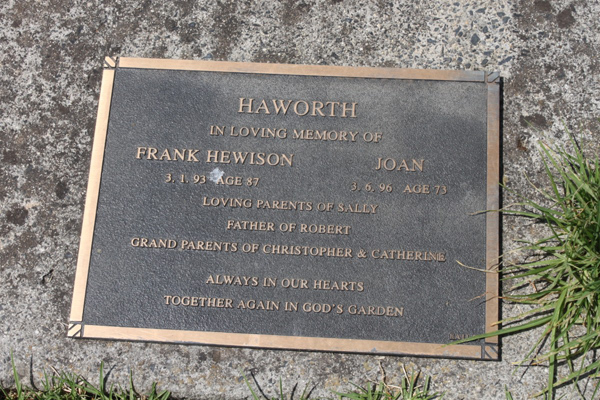 HAWORTH
IN LOVING MEMORY OF
FRANK HEWISON JOAN
3. 1. 93 AGE 87 3. 6. 96 AGE 73
LOVING PARENTS OF SALLY
FATHER OF ROBERT
GRAND PARENTS OF CHRISTOPHER & CATHERINE
ALWAYS IN OUR HEARTS
TOGETHER AGAIN IN GOD'S GARDEN